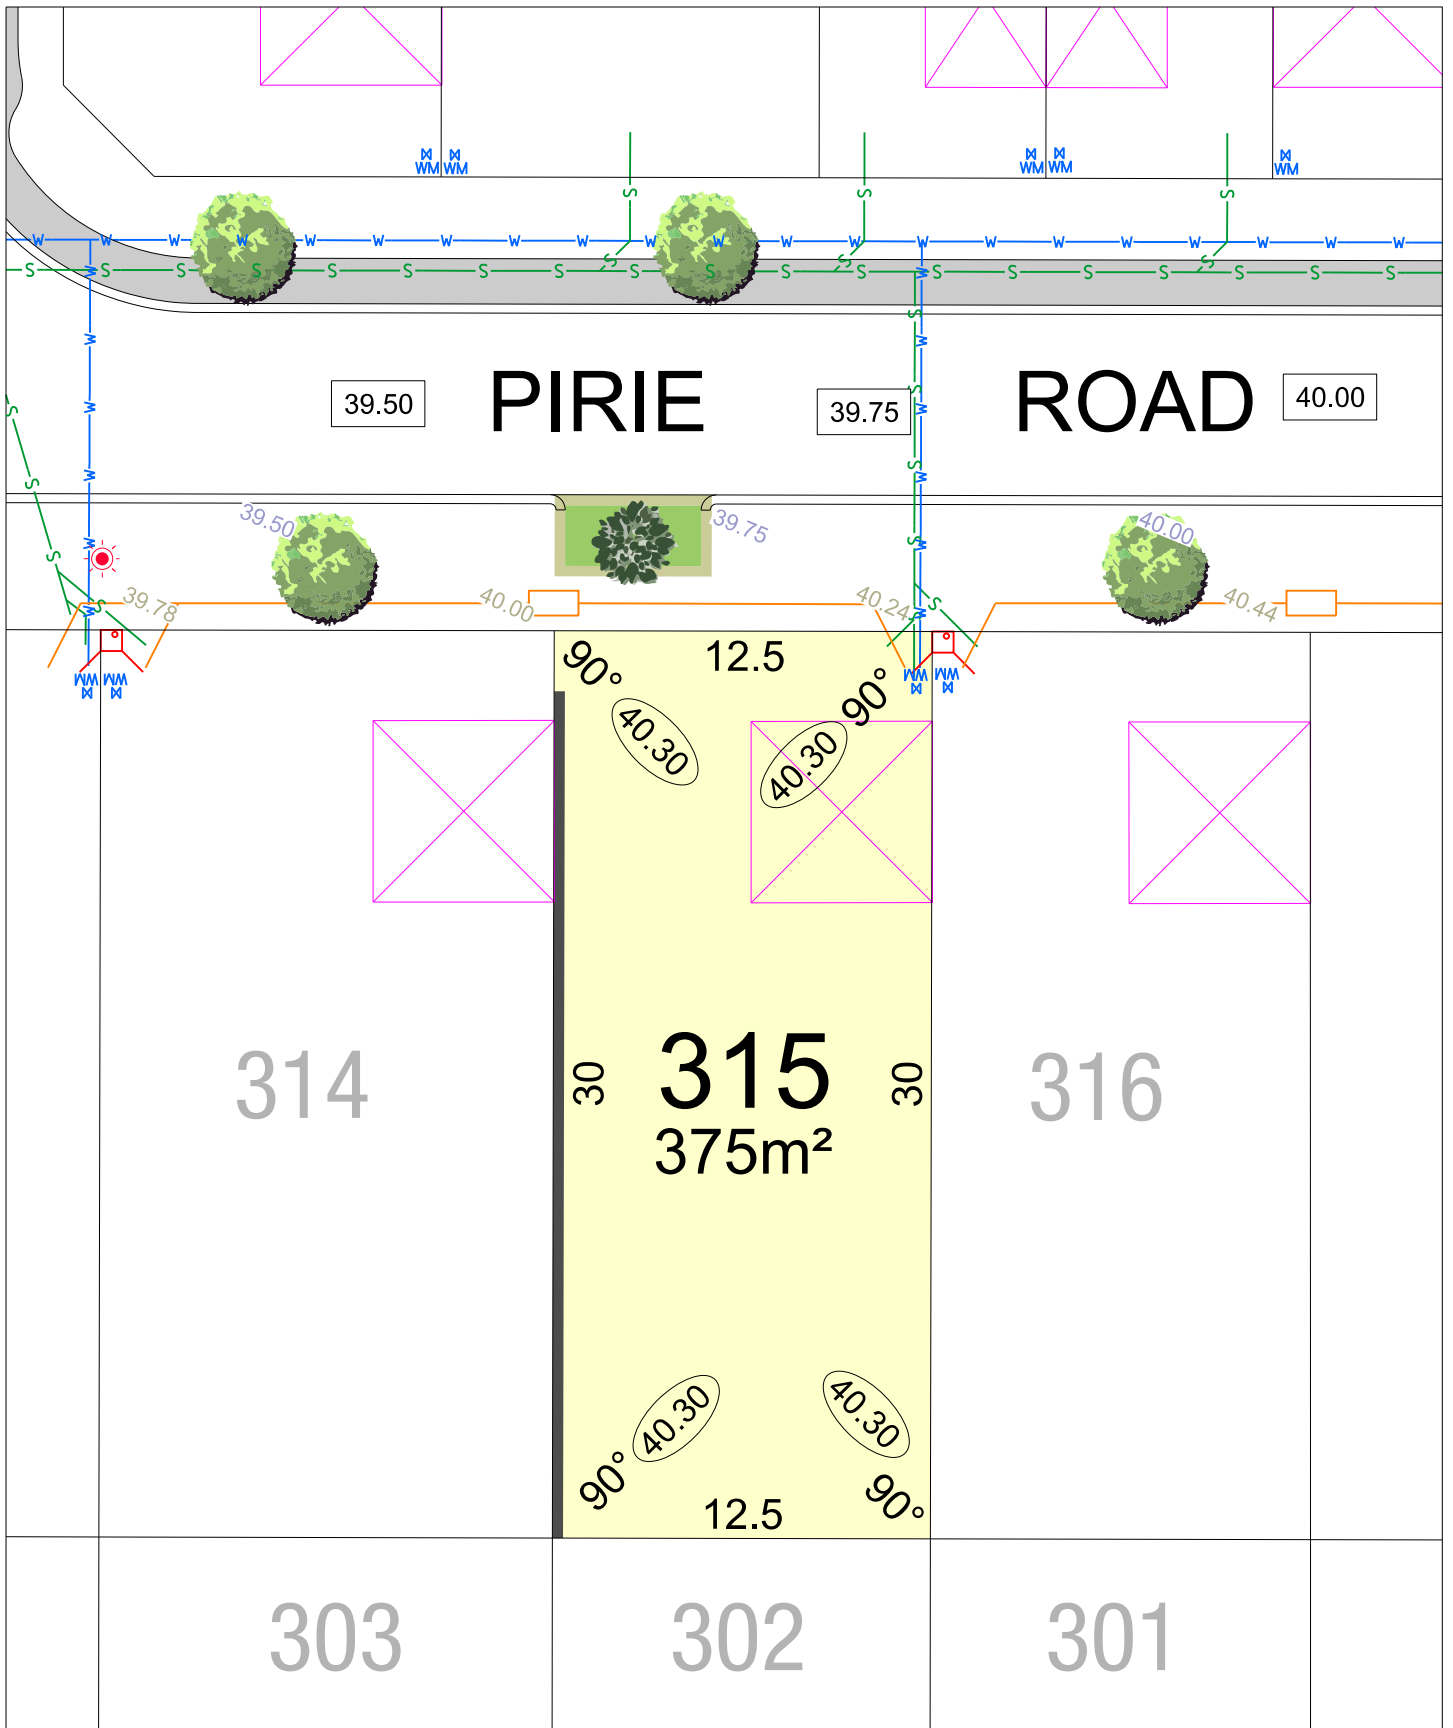 WM WM
WM WM
WM
S S S
W W W W W W W W W W W W W W W W W W W W W
S S S
W W
S S S S S S S S S S S S S S S S S S S
S
W W
39.50 PIRIE 39.75 ROAD 40.00
S
S
W W
S
W W
S
39.50 39.75 40.00
S
W W
S
39.78 40.00 40.24 40.44
S S
W W
90° 12.5 90°
WM WM WM WM
40.30 40.30
314 30 315 30 316
375m²
40.30 40.30
90° 12.5 90°
303 302 301